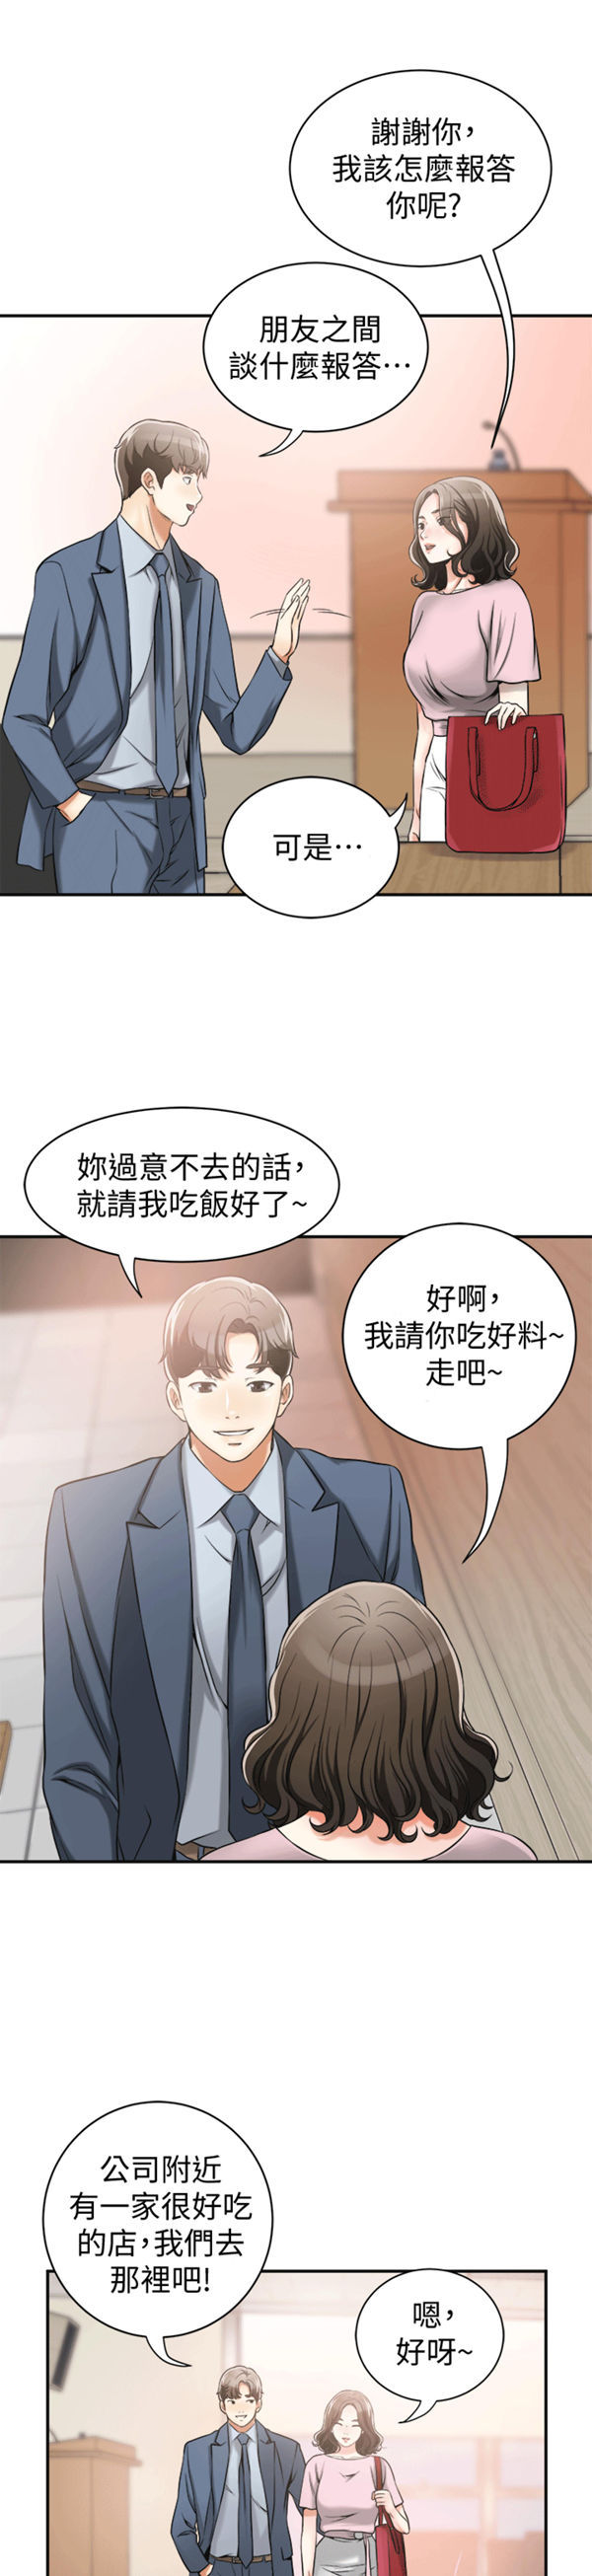 謝謝你，
我該怎麼報答
你呢?
朋友之間
談什麼報答⋯
可是⋯
妳過意不去的話，
就請我吃飯好了~
好啊，
我請你吃好料~
走吧~
公司附近
有一家很好吃
的店，我們去
那裡吧!
嗯，
好呀~